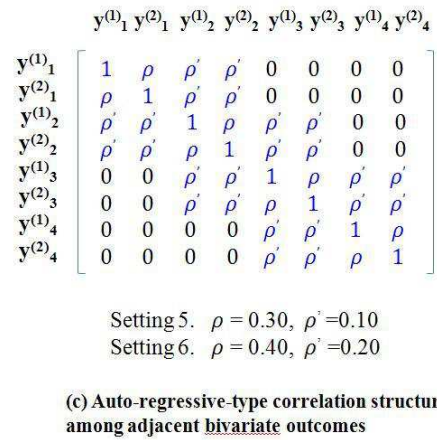 y⁽¹⁾₁ y⁽²⁾₁ y⁽¹⁾₂ y⁽²⁾₂ y⁽¹⁾₃ y⁽²⁾₃ y⁽¹⁾₄ y⁽²⁾₄
y⁽¹⁾₁ 1 ρ ρ' ρ' 0 0 0 0
y⁽²⁾₁ ρ 1 ρ' ρ' 0 0 0 0
y⁽¹⁾₂ ρ' ρ' 1 ρ ρ' ρ' 0 0
y⁽²⁾₂ ρ' ρ' ρ 1 ρ' ρ' 0 0
y⁽¹⁾₃ 0 0 ρ' ρ' 1 ρ ρ' ρ'
y⁽²⁾₃ 0 0 ρ' ρ' ρ 1 ρ' ρ'
y⁽¹⁾₄ 0 0 0 0 ρ' ρ' 1 ρ
y⁽²⁾₄ 0 0 0 0 ρ' ρ' ρ 1
Setting 5. ρ = 0.30, ρ' =0.10
Setting 6. ρ = 0.40, ρ' =0.20
(c) Auto-regressive-type correlation structur
among adjacent bivariate outcomes